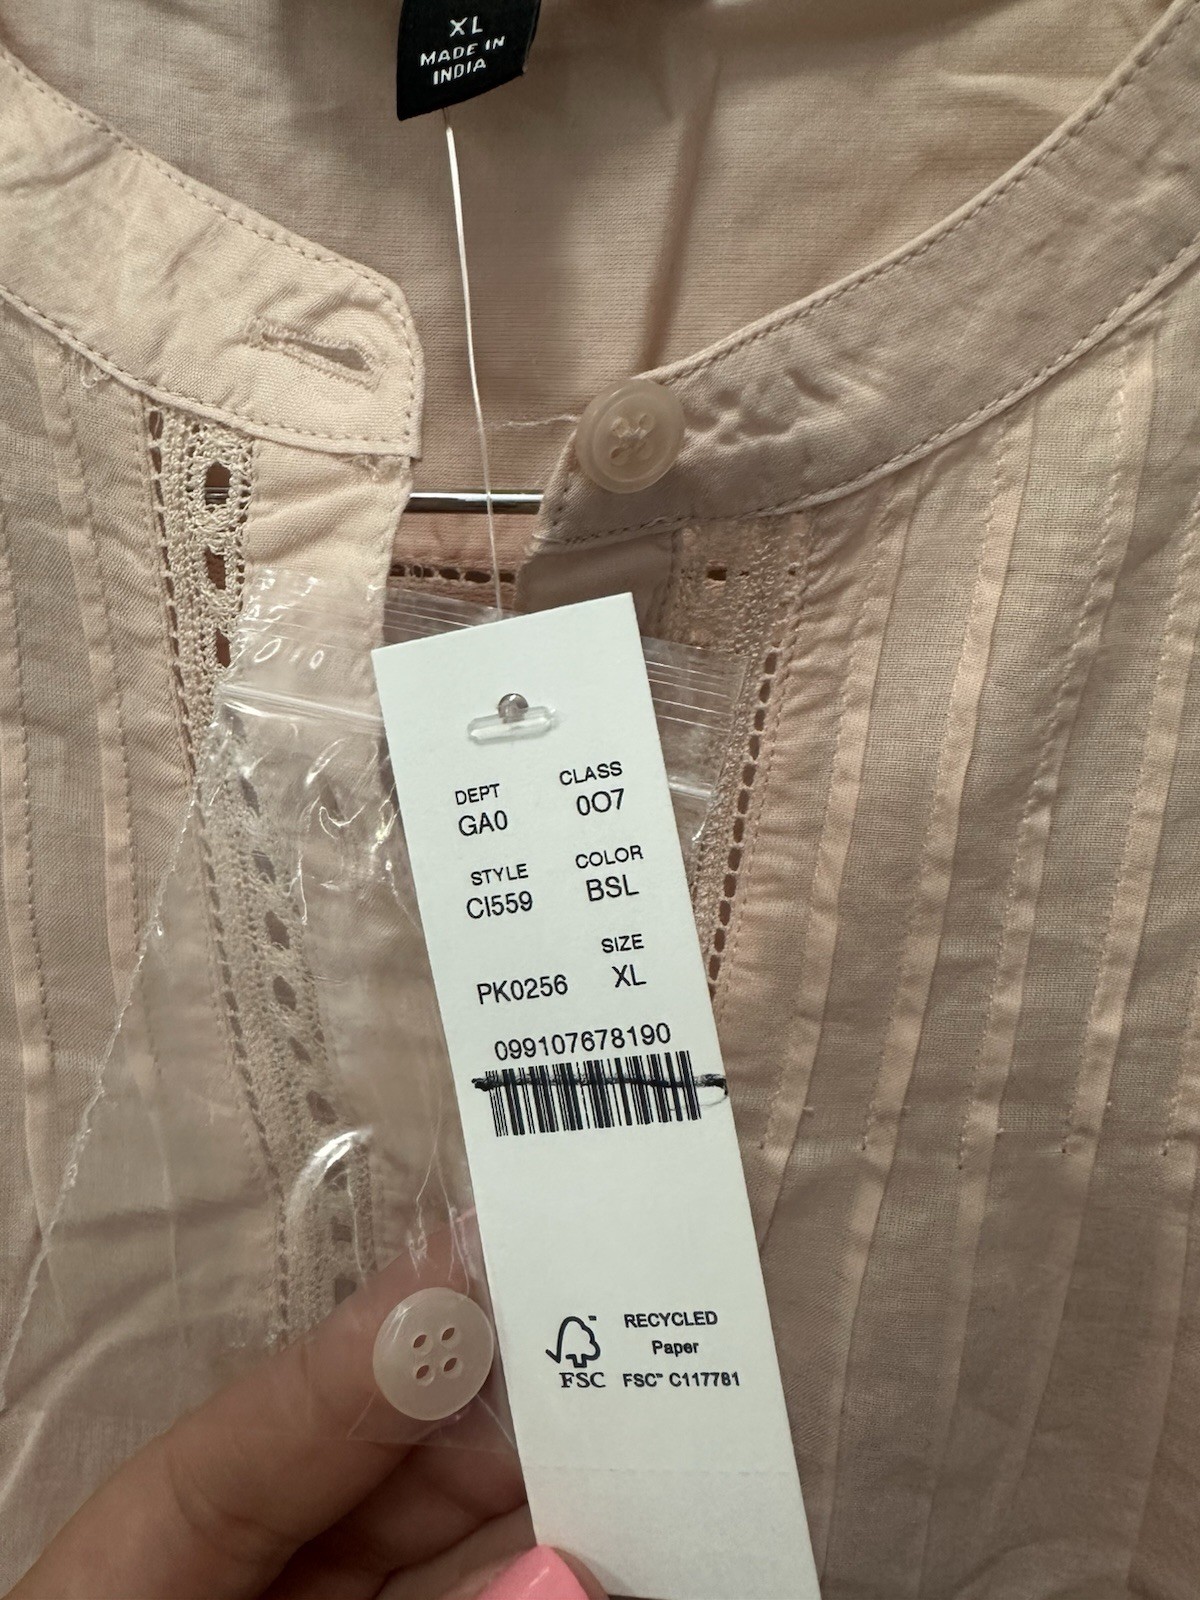 XL
MADE IN
INDIA
DEPT CLASS
GA0 0O7
STYLE COLOR
CI559 BSL
SIZE
PK0256 XL
099107678190
RECYCLED
Paper
FSC FSC™ C117781